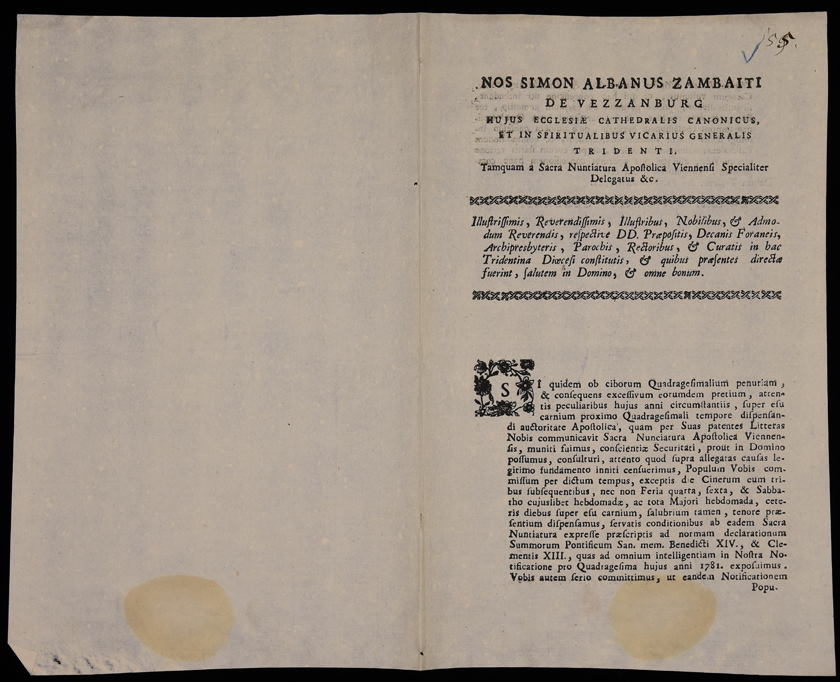 155.
NOS SIMON ALBANUS ZAMBAITI
DE VEZZANBURG
HUJUS ECCLESIÆ CATHEDRALIS CANONICUS,
ET IN SPIRITUALIBUS VICARIUS GENERALIS
TRIDENTI.
Tamquam a Sacra Nuntiatura Apoſtolica Viennenſi Specialiter
Delegatus &c.
Illuſtriſſimis, Reverendiſſimis, Illuſtribus, Nobilibus, & Admo-
dum Reverendis, reſpectivè DD. Præpoſitis, Decanis Foraneis,
Archipresbyteris, Parochis, Rectoribus, & Curatis in hac
Tridentina Diœceſi conſtitutis, & quibus præſentes directæ
fuerint, ſalutem in Domino, & omne bonum.
SI quidem ob ciborum Quadrageſimalium penuriam,
& conſequens exceſſivum eorumdem pretium, atten-
tis peculiaribus hujus anni circumſtantiis, ſuper eſu
carnium proximo Quadrageſimali tempore diſpenſan-
di auctoritate Apoſtolica, quam per Suas patentes Litteras
Nobis communicavit Sacra Nunciatura Apoſtolica Viennen-
ſis, muniti fuimus, conſcientiæ Securitati, prout in Domino
poſſumus, conſulturi, attento quod ſupra allegatas cauſas le-
gitimo fundamento inniti cenſuerimus, Populum Vobis com-
miſſum per dictum tempus, exceptis die Cinerum cum tri-
bus ſubſequentibus, nec non Feria quarta, ſexta, & Sabba-
tho cujuslibet hebdomadæ, ac tota Majori hebdomada, cete-
ris diebus ſuper eſu carnium, ſalubrium tamen, tenore præ-
ſentium diſpenſamus, ſervatis conditionibus ab eadem Sacra
Nuntiatura expreſſe præſcriptis ad normam declarationum
Summorum Pontificum San. mem. Benedicti XIV., & Cle-
mentis XIII., quas ad omnium intelligentiam in Noſtra No-
tificatione pro Quadrageſima hujus anni 1781. expoſuimus.
Vobis autem ſerio committimus, ut eandem Notificationem
Popu-